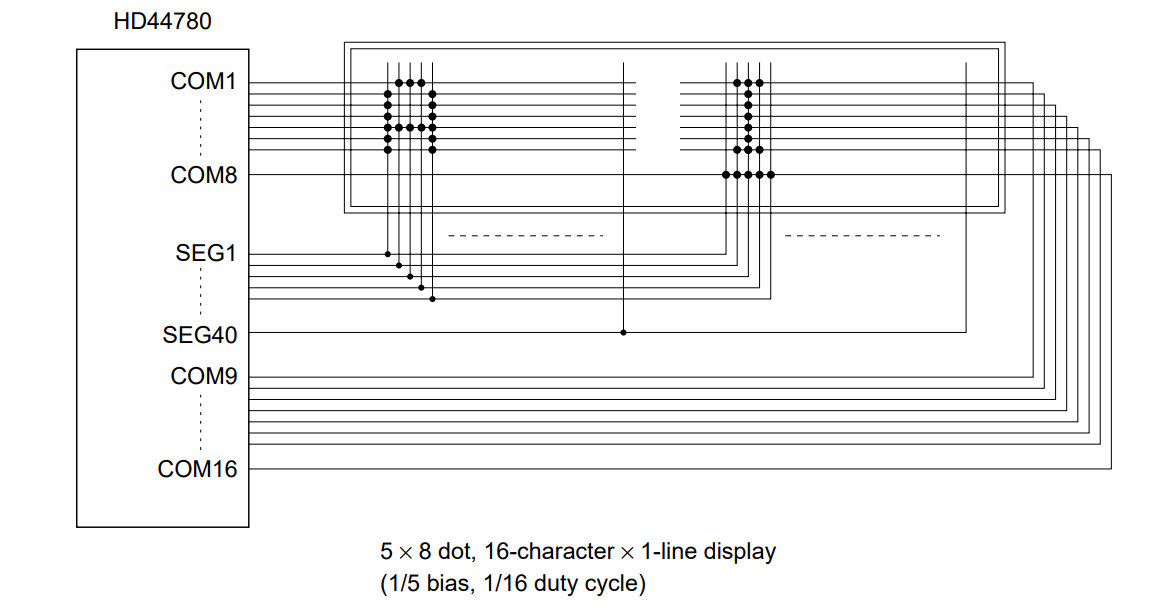 HD44780
COM1
COM8
SEG1
SEG40
COM9
COM16
5 × 8 dot, 16-character × 1-line display
(1/5 bias, 1/16 duty cycle)